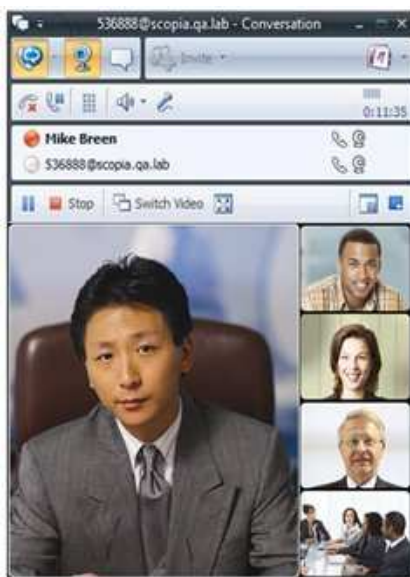 536888@scopia.qa.lab - Conversation
Invite
0:11:35
Mike Breen
536888@scopia.qa.lab
Stop Switch Video